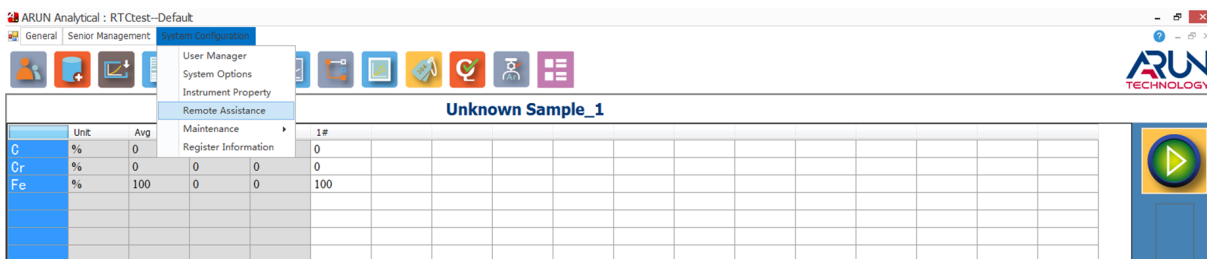 ARUN Analytical : RTCtest--Default
General Senior Management System Configuration
User Manager
System Options
Instrument Property
Remote Assistance
Maintenance
Register Information
ARUN
TECHNOLOGY
Unknown Sample_1
Unit Avg 1#
C % 0 0
Cr % 0 0 0 0
Fe % 100 0 0 100